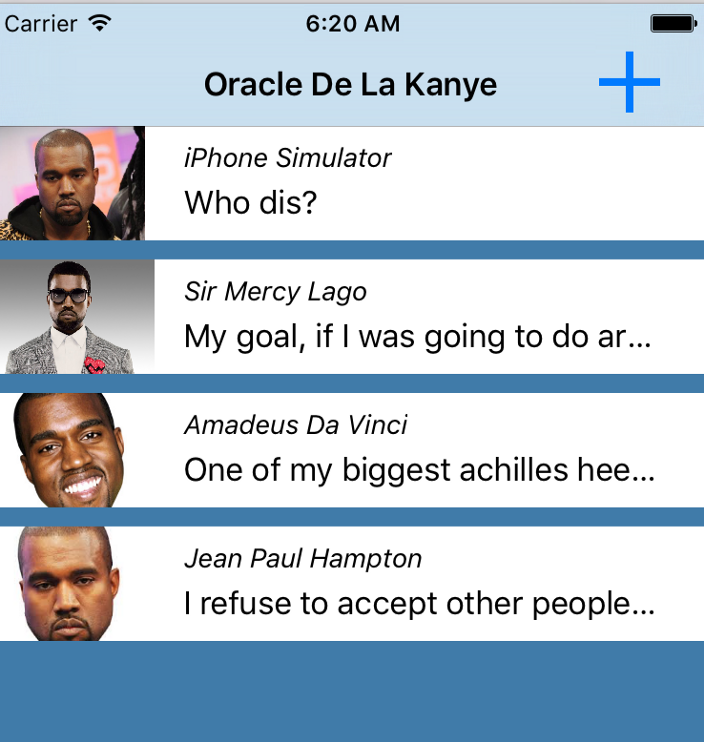 Carrier 6:20 AM
Oracle De La Kanye
iPhone Simulator
Who dis?
Sir Mercy Lago
My goal, if I was going to do ar...
Amadeus Da Vinci
One of my biggest achilles hee...
Jean Paul Hampton
I refuse to accept other people...